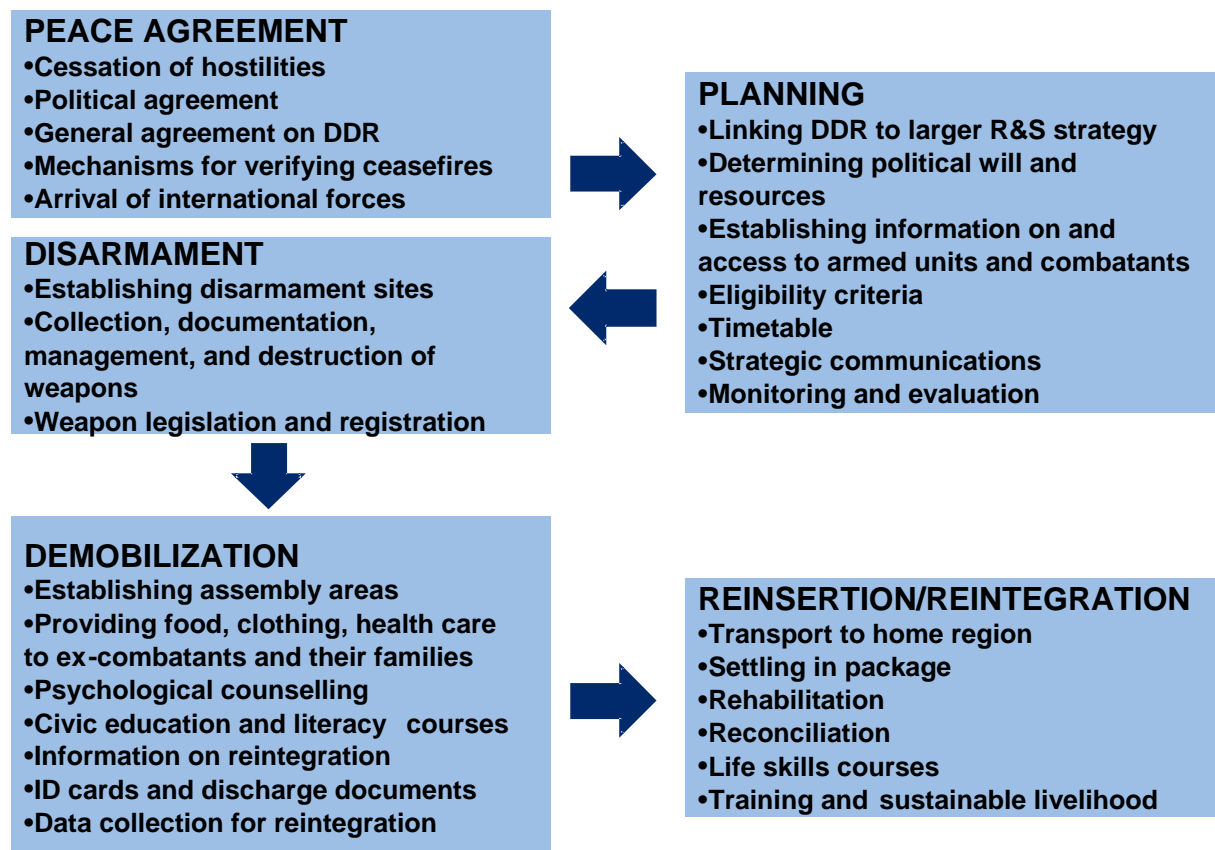 PEACE AGREEMENT
•Cessation of hostilities
•Political agreement
•General agreement on DDR
•Mechanisms for verifying ceasefires
•Arrival of international forces
PLANNING
•Linking DDR to larger R&S strategy
•Determining political will and
resources
•Establishing information on and
access to armed units and combatants
•Eligibility criteria
•Timetable
•Strategic communications
•Monitoring and evaluation
DISARMAMENT
•Establishing disarmament sites
•Collection, documentation,
management, and destruction of
weapons
•Weapon legislation and registration
DEMOBILIZATION
•Establishing assembly areas
•Providing food, clothing, health care
to ex-combatants and their families
•Psychological counselling
•Civic education and literacy courses
•Information on reintegration
•ID cards and discharge documents
•Data collection for reintegration
REINSERTION/REINTEGRATION
•Transport to home region
•Settling in package
•Rehabilitation
•Reconciliation
•Life skills courses
•Training and sustainable livelihood